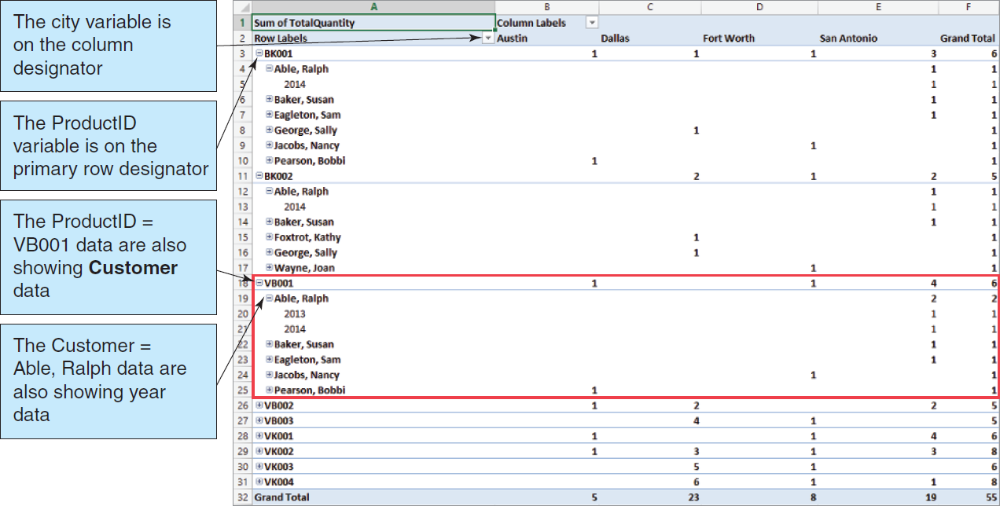 The city variable is
on the column
designator
The ProductID
variable is on the
primary row designator
The ProductID =
VB001 data are also
showing Customer
data
The Customer =
Able, Ralph data are
also showing year
data
A B C D E F
1 Sum of TotalQuantity Column Labels
2 Row Labels Austin Dallas Fort Worth San Antonio Grand Total
3 BK001 1 1 1 3 6
4 Able, Ralph 1 1
5 2014 1 1
6 Baker, Susan 1 1
7 Eagleton, Sam 1 1
8 George, Sally 1 1
9 Jacobs, Nancy 1 1
10 Pearson, Bobbi 1 1
11 BK002 2 1 2 5
12 Able, Ralph 1 1
13 2014 1 1
14 Baker, Susan 1 1
15 Foxtrot, Kathy 1 1
16 George, Sally 1 1
17 Wayne, Joan 1 1
18 VB001 1 1 4 6
19 Able, Ralph 2 2
20 2013 1 1
21 2014 1 1
22 Baker, Susan 1 1
23 Eagleton, Sam 1 1
24 Jacobs, Nancy 1 1
25 Pearson, Bobbi 1 1
26 VB002 1 2 2 5
27 VB003 4 1 5
28 VK001 1 1 4 6
29 VK002 1 3 1 3 8
30 VK003 5 1 6
31 VK004 6 1 1 8
32 Grand Total 5 23 8 19 55